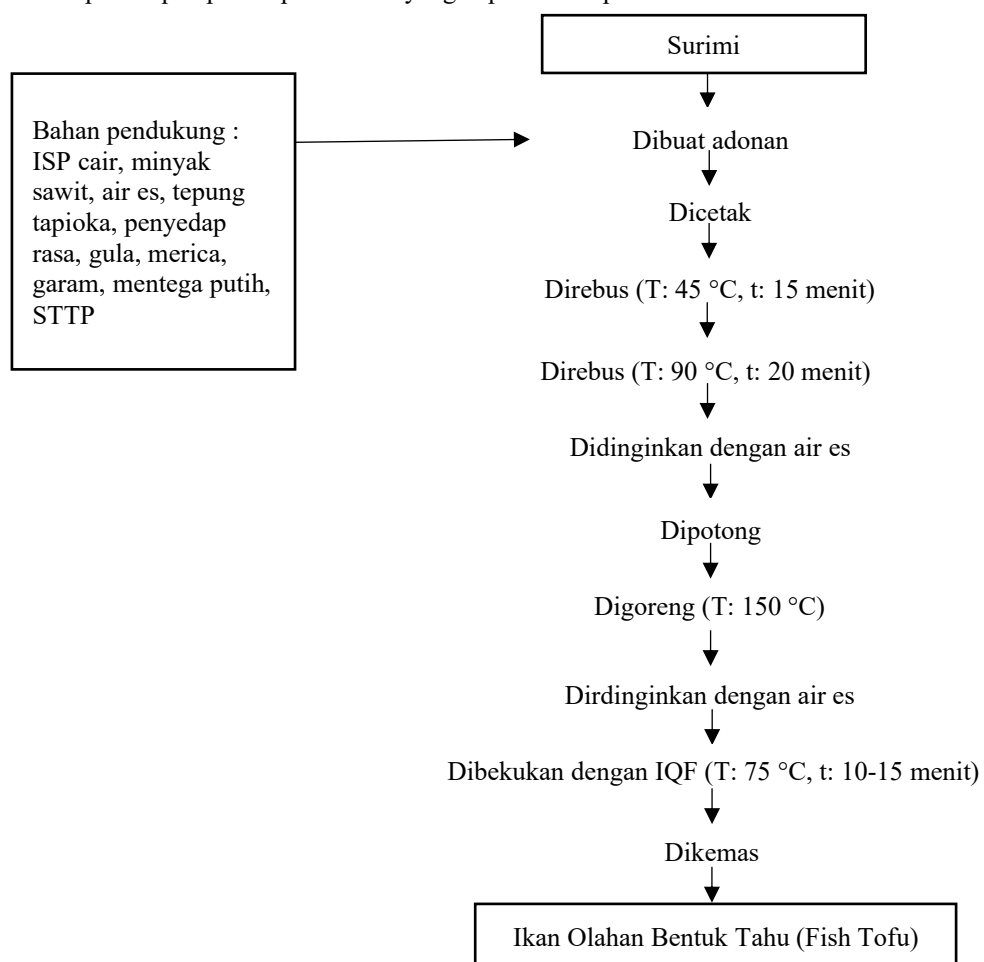 Surimi
Bahan pendukung :
ISP cair, minyak
sawit, air es, tepung
tapioka, penyedap
rasa, gula, merica,
garam, mentega putih,
STTP
Dibuat adonan
Dicetak
Direbus (T: 45 °C, t: 15 menit)
Direbus (T: 90 °C, t: 20 menit)
Didinginkan dengan air es
Dipotong
Digoreng (T: 150 °C)
Dirdinginkan dengan air es
Dibekukan dengan IQF (T: 75 °C, t: 10-15 menit)
Dikemas
Ikan Olahan Bentuk Tahu (Fish Tofu)